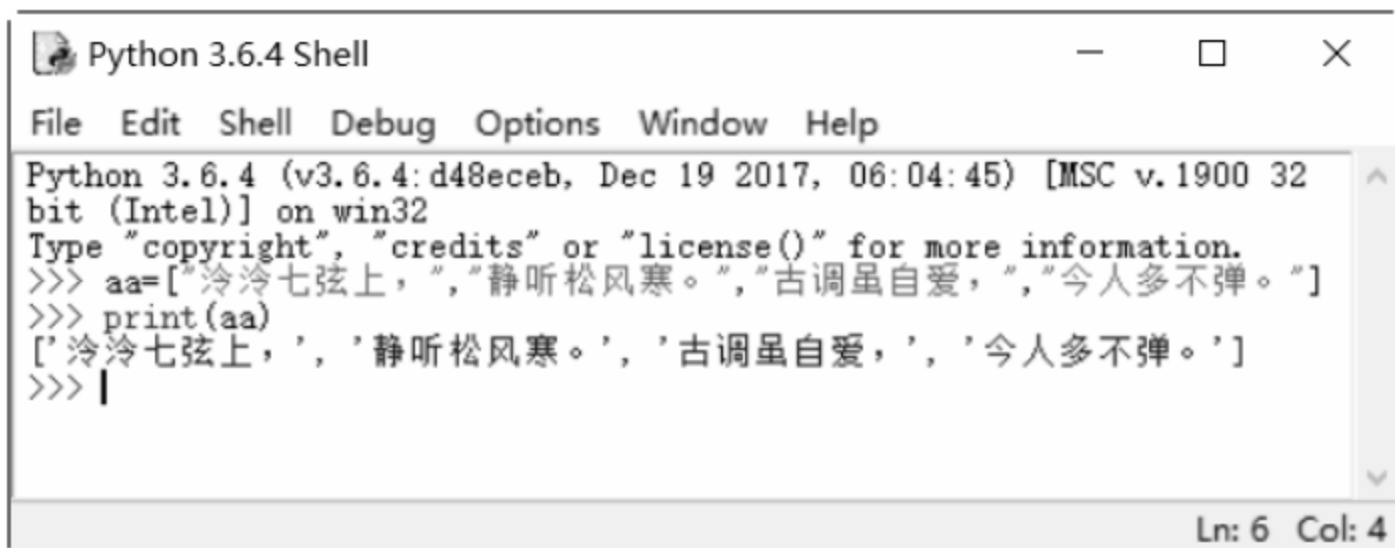 Python 3.6.4 Shell
File Edit Shell Debug Options Window Help
Python 3.6.4 (v3.6.4:d48eceb, Dec 19 2017, 06:04:45) [MSC v.1900 32
bit (Intel)] on win32
Type "copyright", "credits" or "license()" for more information.
>>> aa=["泠泠七弦上，","静听松风寒。","古调虽自爱，","今人多不弹。"]
>>> print(aa)
['泠泠七弦上，', '静听松风寒。', '古调虽自爱，', '今人多不弹。']
>>>
Ln: 6 Col: 4